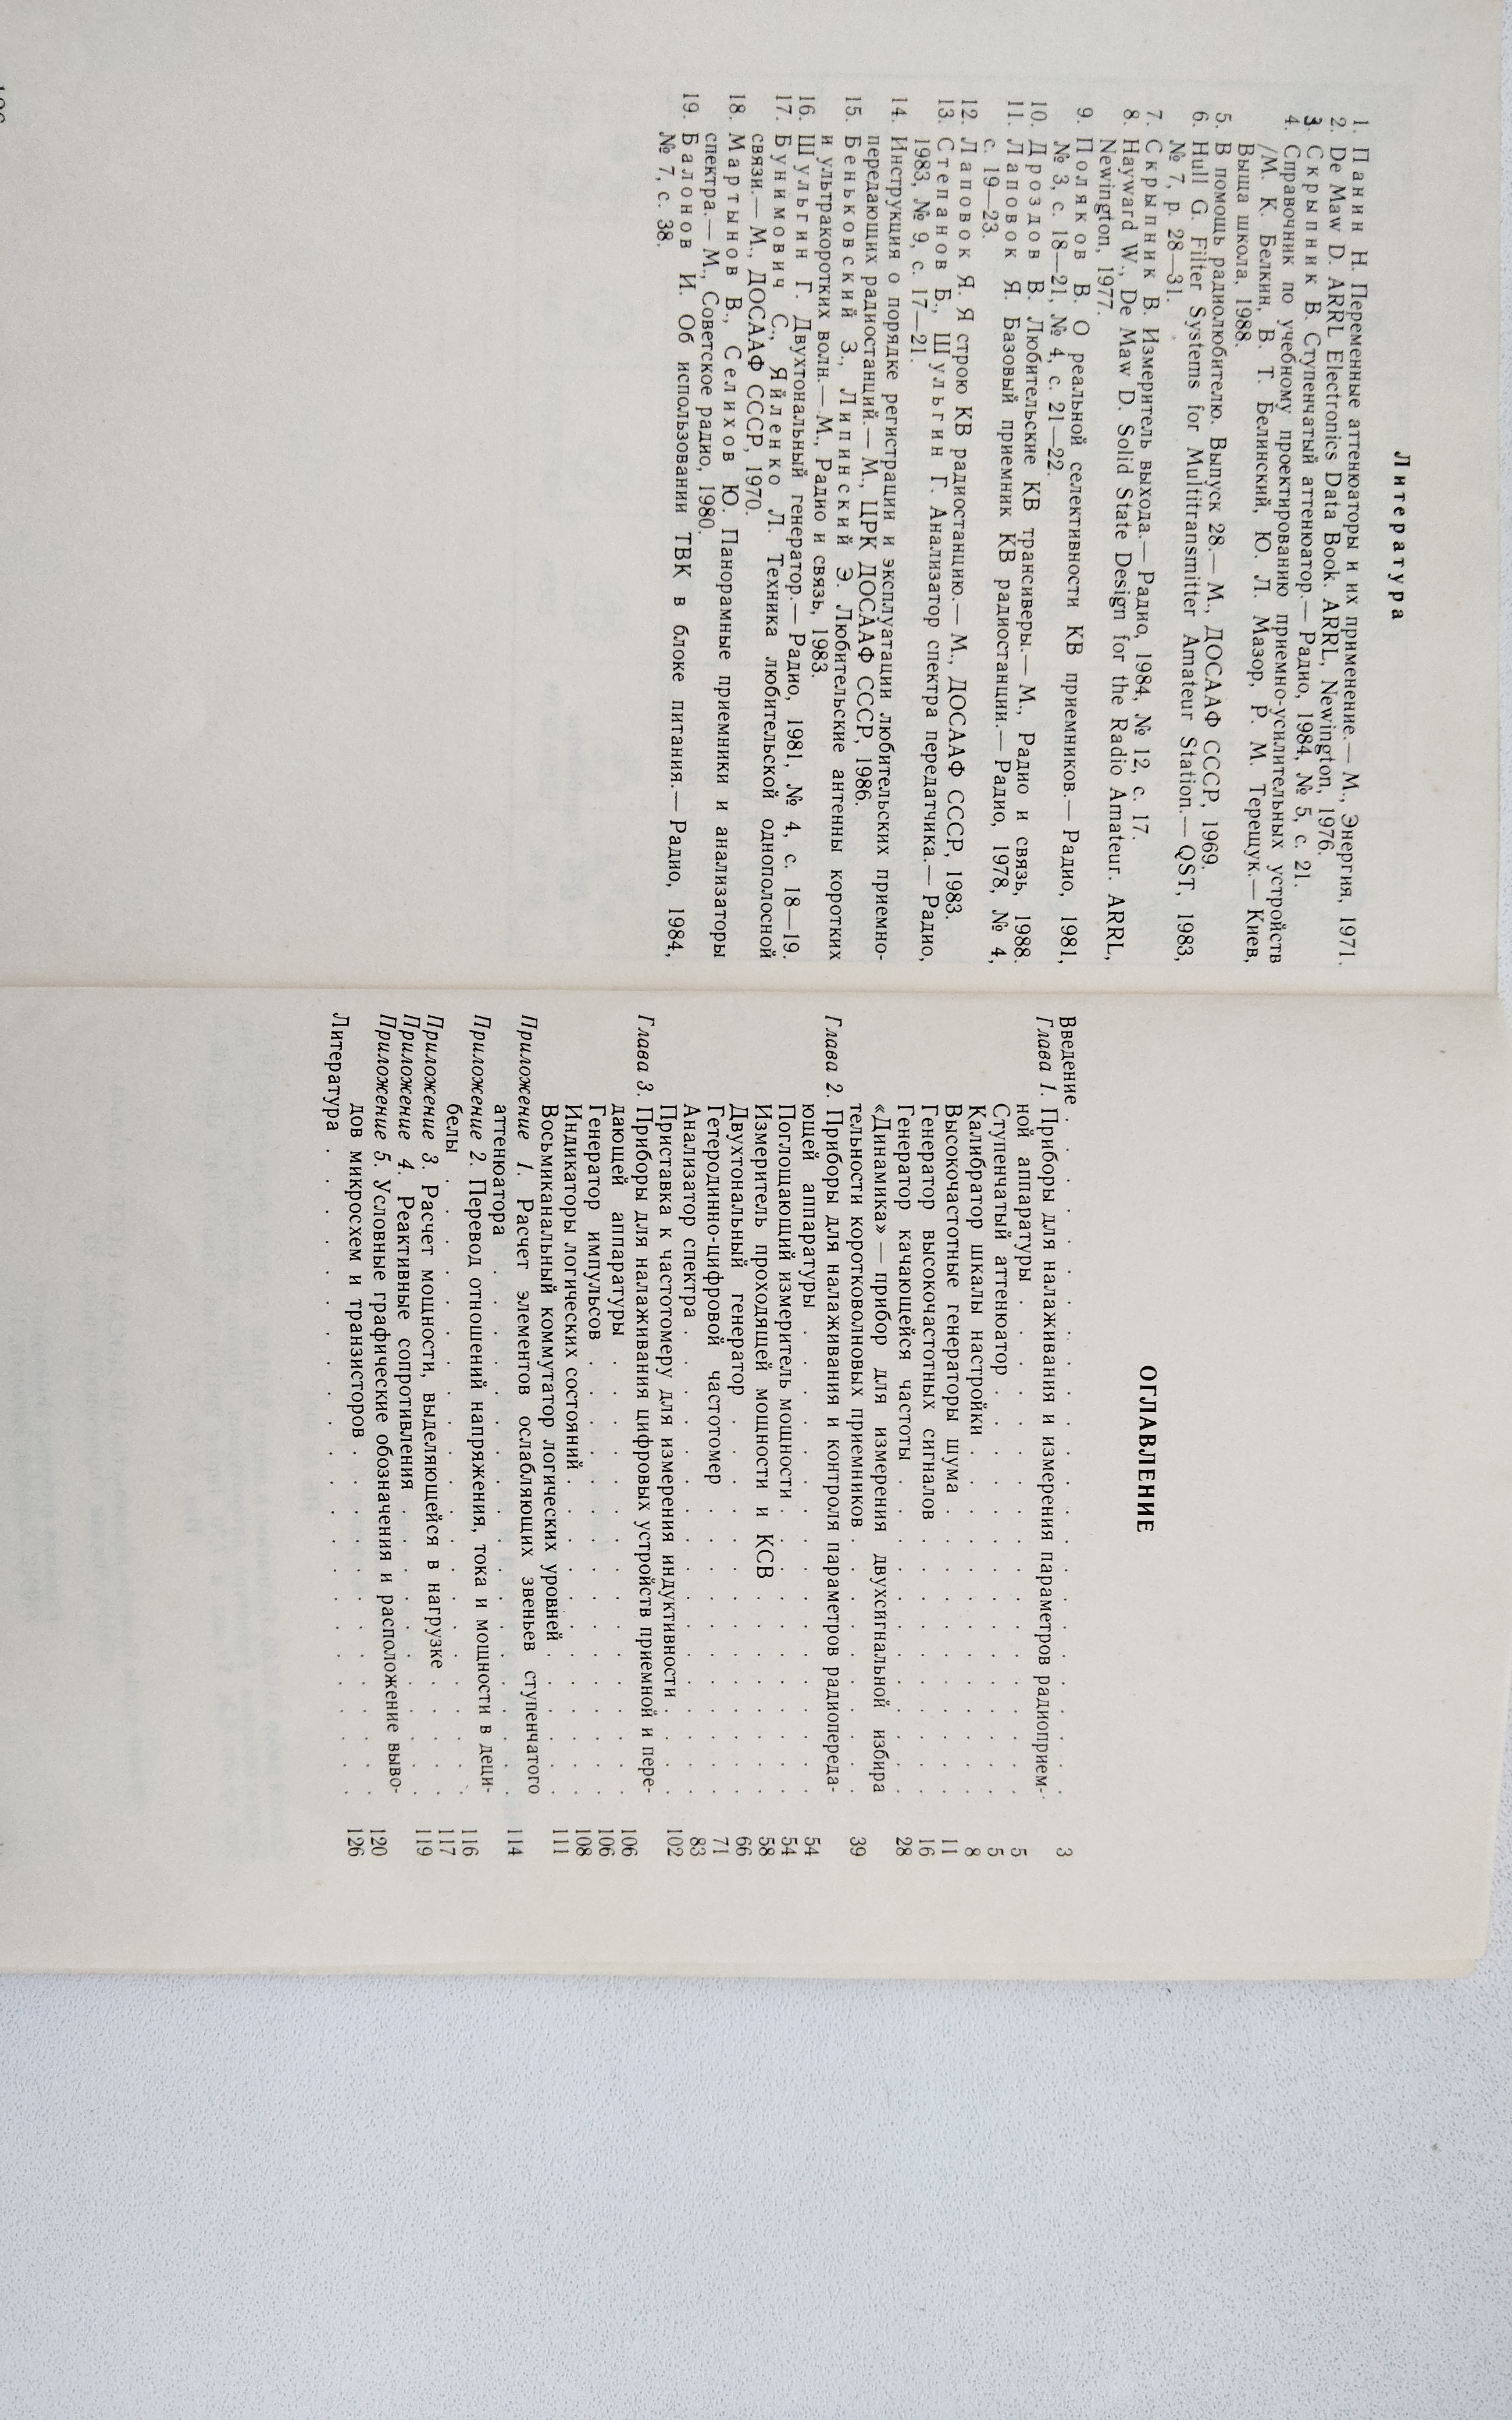 Литература
1. Панин Н. Переменные аттенюаторы и их применение.— М., Энергия, 1971.
2. De Maw D. ARRL Electronics Data Book. ARRL, Newington, 1976.
3. Скрыпник В. Ступенчатый аттенюатор.— Радио, 1984, № 5, с. 21.
4. Справочник по учебному проектированию приемно-усилительных устройств
/М. К. Белкин, В. Т. Белинский, Ю. Л. Мазор, Р. М. Терещук.— Киев,
Выща школа, 1988.
5. В помощь радиолюбителю. Выпуск 28.— М., ДОСААФ СССР, 1969.
6. Hull G. Filter Systems for Multitransmitter Amateur Station.— QST, 1983,
№ 7, p. 28—31.
7. Скрыпник В. Измеритель выхода.— Радио, 1984, № 12, с. 17.
8. Hayward W., De Maw D. Solid State Design for the Radio Amateur. ARRL,
Newington, 1977.
9. Поляков В. О реальной селективности КВ приемников.— Радио, 1981,
№ 3, с. 18—21, № 4, с. 21—22.
10. Дроздов В. Любительские КВ трансиверы.— М., Радио и связь, 1988.
11. Лаповок Я. Базовый приемник КВ радиостанции.— Радио, 1978, № 4,
с. 19—23.
12. Лаповок Я. Я строю КВ радиостанцию.— М., ДОСААФ СССР, 1983.
13. Степанов Б., Шульгин Г. Анализатор спектра передатчика.— Радио,
1983, № 9, с. 17—21.
14. Инструкция о порядке регистрации и эксплуатации любительских приемно-
передающих радиостанций.— М., ЦРК ДОСААФ СССР, 1986.
15. Беньковский З., Липинский Э. Любительские антенны коротких
и ультракоротких волн.— М., Радио и связь, 1983.
16. Шульгин Г. Двухтональный генератор.— Радио, 1981, № 4, с. 18—19.
17. Бунимович С., Яйленко Л. Техника любительской однополосной
связи.— М., ДОСААФ СССР, 1970.
18. Мартынов В., Селихов Ю. Панорамные приемники и анализаторы
спектра.— М., Советское радио, 1980.
19. Балонов И. Об использовании ТВК в блоке питания.— Радио, 1984,
№ 7, с. 38.
ОГЛАВЛЕНИЕ
Введение . . . . . . . . . . . . 3
Глава 1. Приборы для налаживания и измерения параметров радиоприем-
ной аппаратуры . . . . . . . . . 5
Ступенчатый аттенюатор . . . . . . . . 5
Калибратор шкалы настройки . . . . . . . 8
Высокочастотные генераторы шума . . . . . . 11
Генератор высокочастотных сигналов . . . . . 16
Генератор качающейся частоты . . . . . . 28
«Динамика» — прибор для измерения двухсигнальной избира
тельности коротковолновых приемников . . . . . 39
Глава 2. Приборы для налаживания и контроля параметров радиопереда-
ющей аппаратуры . . . . . . . . . 54
Поглощающий измеритель мощности . . . . . . 54
Измеритель проходящей мощности и КСВ . . . . 58
Двухтональный генератор . . . . . . . 66
Гетеродинно-цифровой частотомер . . . . . . 71
Анализатор спектра . . . . . . . . . 83
Приставка к частотомеру для измерения индуктивности . . 102
Глава 3. Приборы для налаживания цифровых устройств приемной и пере-
дающей аппаратуры . . . . . . . . 106
Генератор импульсов . . . . . . . . 106
Индикаторы логических состояний . . . . . . 108
Восьмиканальный коммутатор логических уровней . . . 111
Приложение 1. Расчет элементов ослабляющих звеньев ступенчатого
аттенюатора . . . . . . . . . . 114
Приложение 2. Перевод отношений напряжения, тока и мощности в деци-
белы . . . . . . . . . . . 116
Приложение 3. Расчет мощности, выделяющейся в нагрузке . . . 117
Приложение 4. Реактивные сопротивления . . . . . . 119
Приложение 5. Условные графические обозначения и расположение выво-
дов микросхем и транзисторов . . . . . . 120
Литература . . . . . . . . . . . . 126